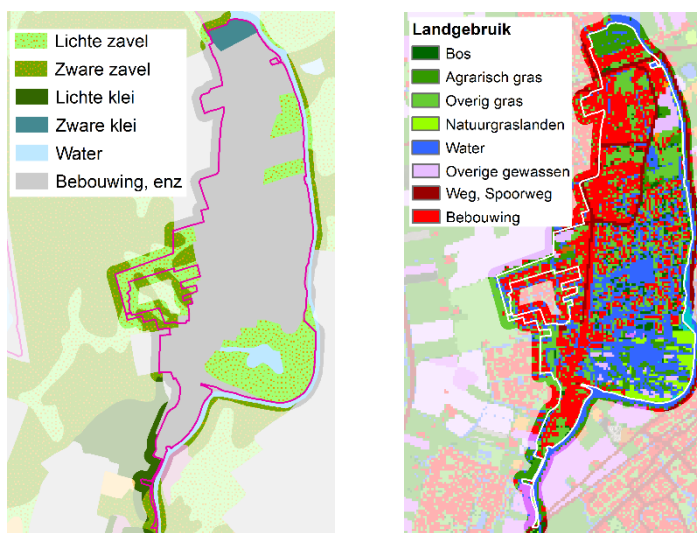 Lichte zavel
Zware zavel
Lichte klei
Zware klei
Water
Bebouwing, enz
Landgebruik
Bos
Agrarisch gras
Overig gras
Natuurgraslanden
Water
Overige gewassen
Weg, Spoorweg
Bebouwing